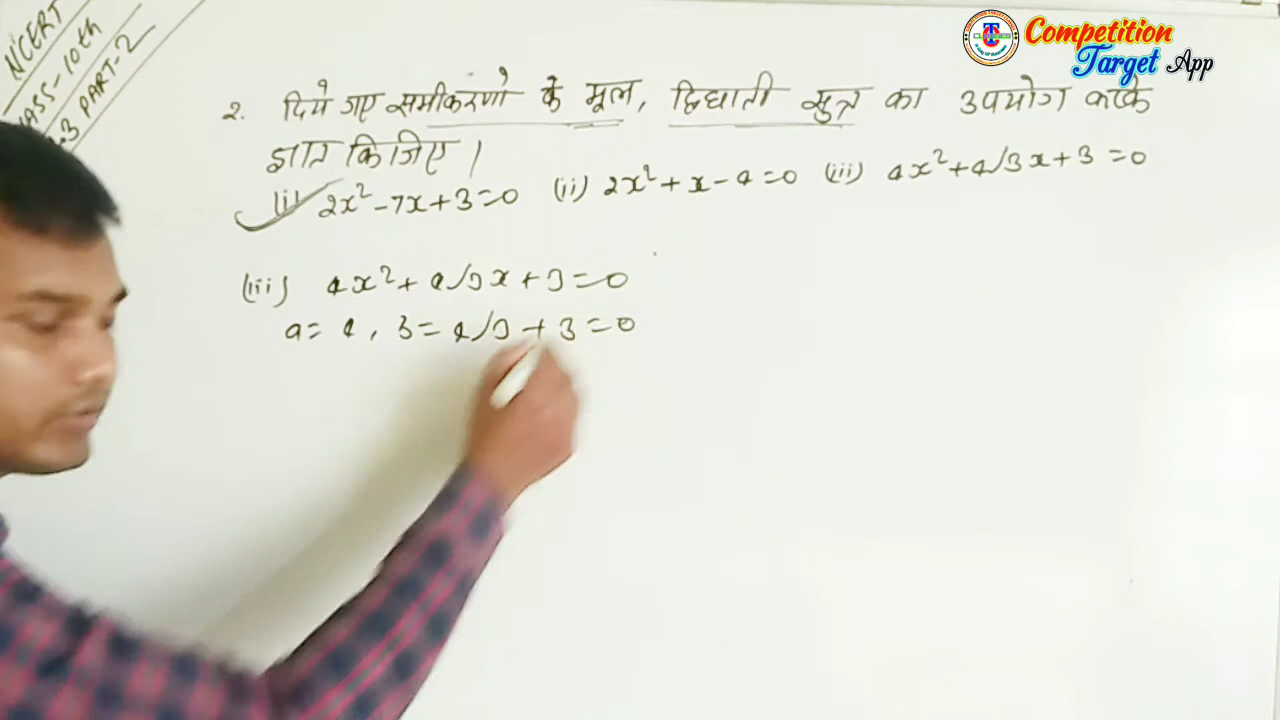 NCERT
CLASS-10th
.3 PART-2
Competition
Target App
2. दिये गए समीकरणों के मूल, द्विघाती सुत्र का उपयोग करके
ज्ञात किजिए।
(i) 2x²-7x+3=0 (ii) 2x²+x-4=0 (iii) 4x²+4√3x+3=0
(iii) 4x²+4√3x+3=0
a=4, 3=4√3+3=0